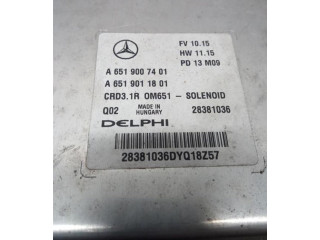 FV 10.15
HW 11.15
PD 13 M09
A 651 900 74 01
A 651 901 18 01
CRD3.1R OM651 - SOLENOID
Q02 MADE IN HUNGARY 28381036
DELPHI
28381036DYQ18Z57